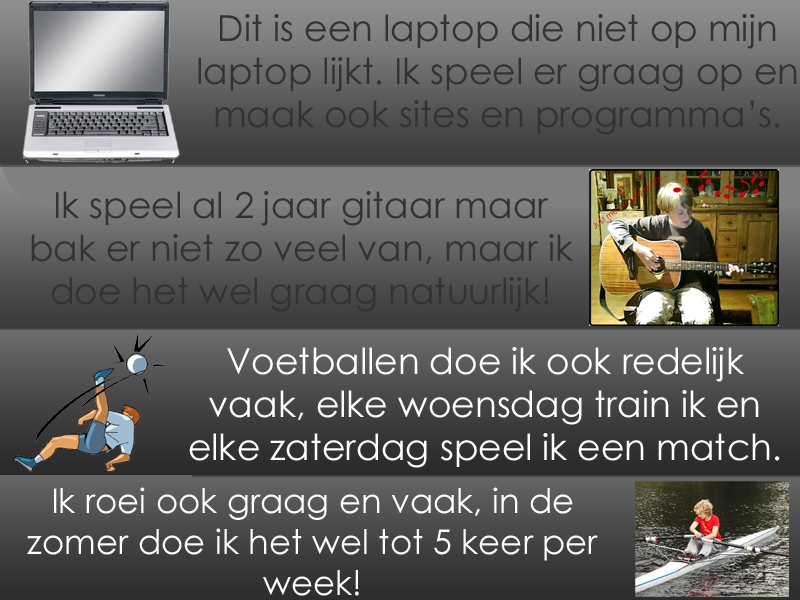 Dit is een laptop die niet op mijn
laptop lijkt. Ik speel er graag op en
maak ook sites en programma's.
Ik speel al 2 jaar gitaar maar
bak er niet zo veel van, maar ik
doe het wel graag natuurlijk!
Voetballen doe ik ook redelijk
vaak, elke woensdag train ik en
elke zaterdag speel ik een match.
Ik roei ook graag en vaak, in de
zomer doe ik het wel tot 5 keer per
week!